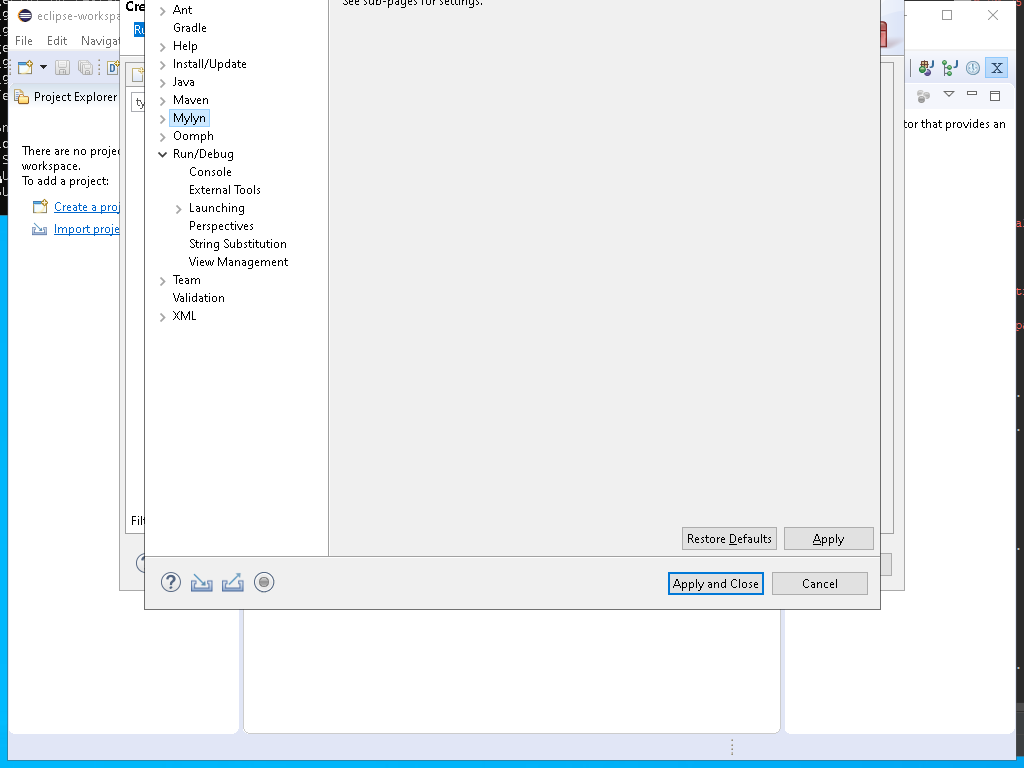 eclipse-workspa
File Edit Navigat
Project Explorer
There are no projec
workspace.
To add a project:
Create a proj
Import proje
Cre
Ru
ty
Filt
Ant
Gradle
Help
Install/Update
Java
Maven
Mylyn
Oomph
Run/Debug
Console
External Tools
Launching
Perspectives
String Substitution
View Management
Team
Validation
XML
See sub-pages for settings.
Restore Defaults
Apply
Apply and Close
Cancel
tor that provides an